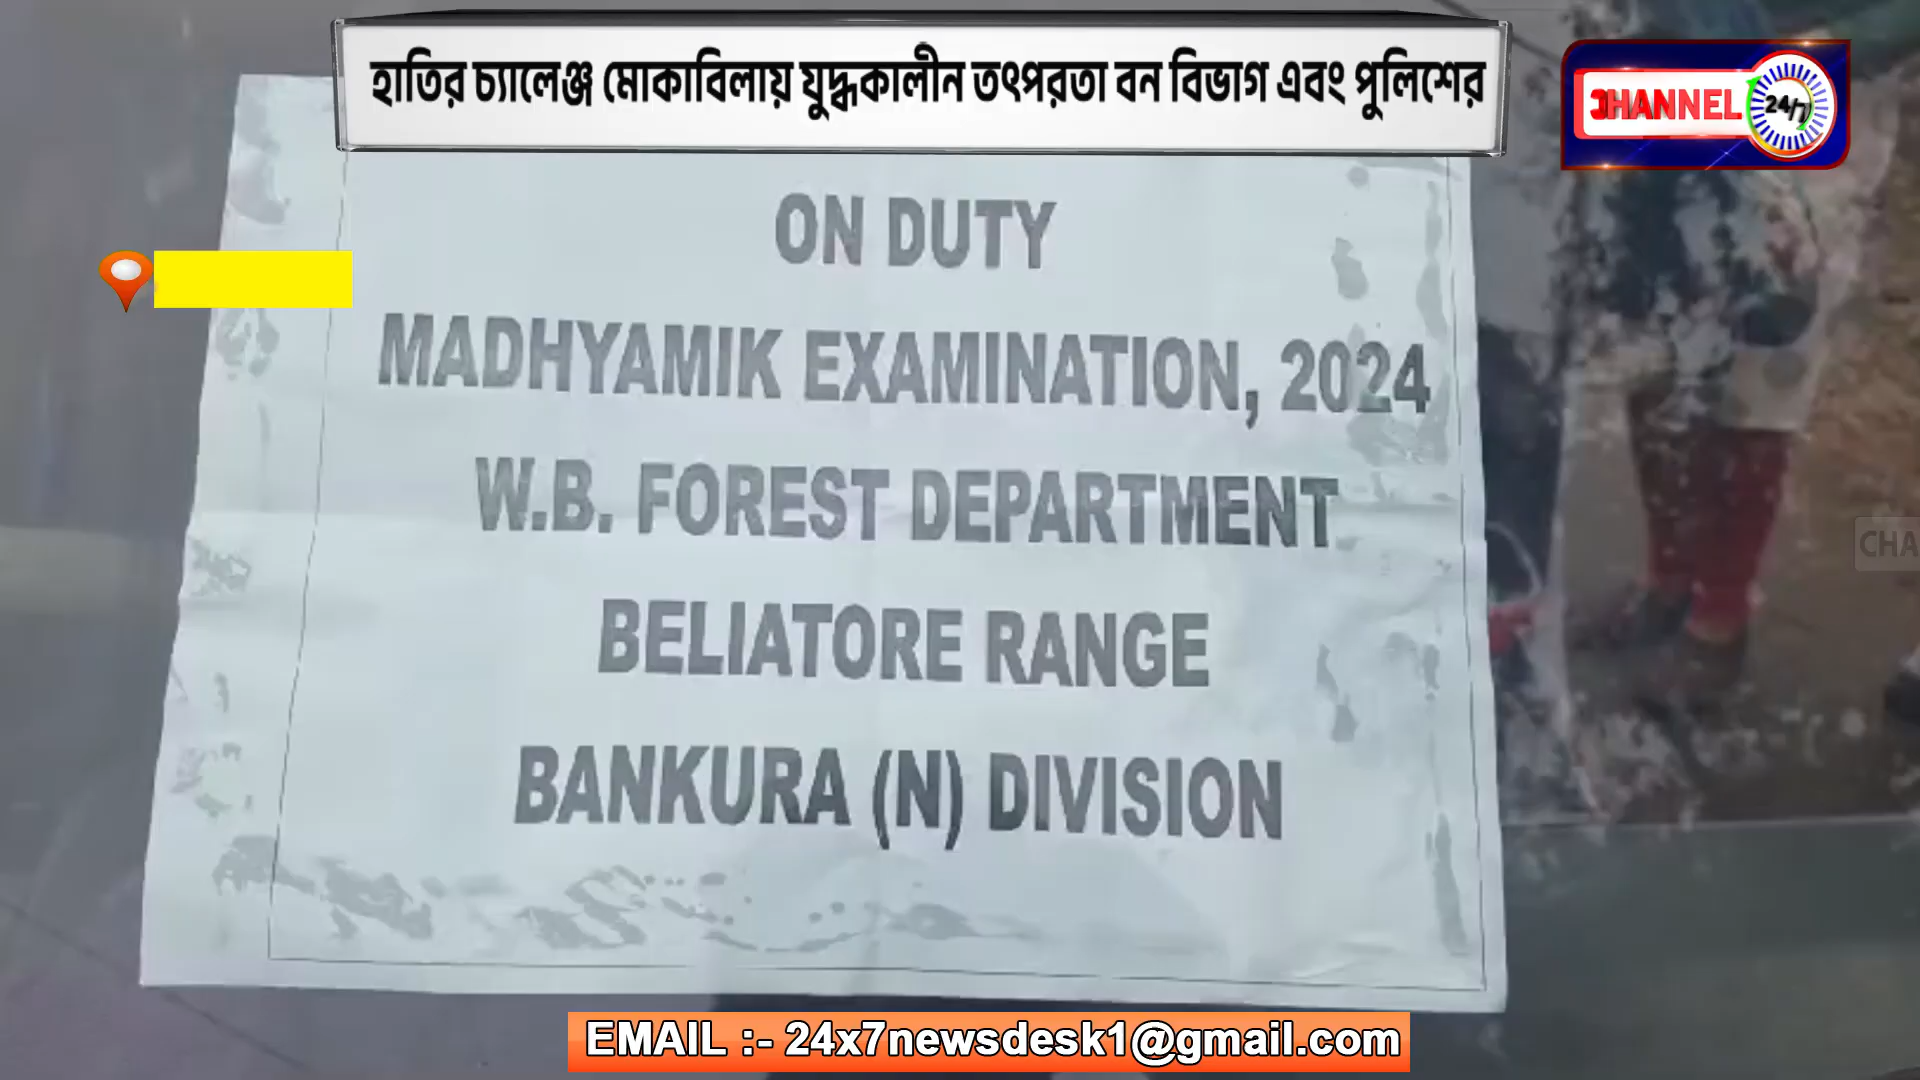 হাতির চ্যালেঞ্জ মোকাবিলায় যুদ্ধকালীন তৎপরতা বন বিভাগ এবং পুলিশের
CHANNEL 24/7
ON DUTY
MADHYAMIK EXAMINATION, 2024
W.B. FOREST DEPARTMENT
CHA
BELIATORE RANGE
BANKURA (N) DIVISION
EMAIL :- 24x7newsdesk1@gmail.com